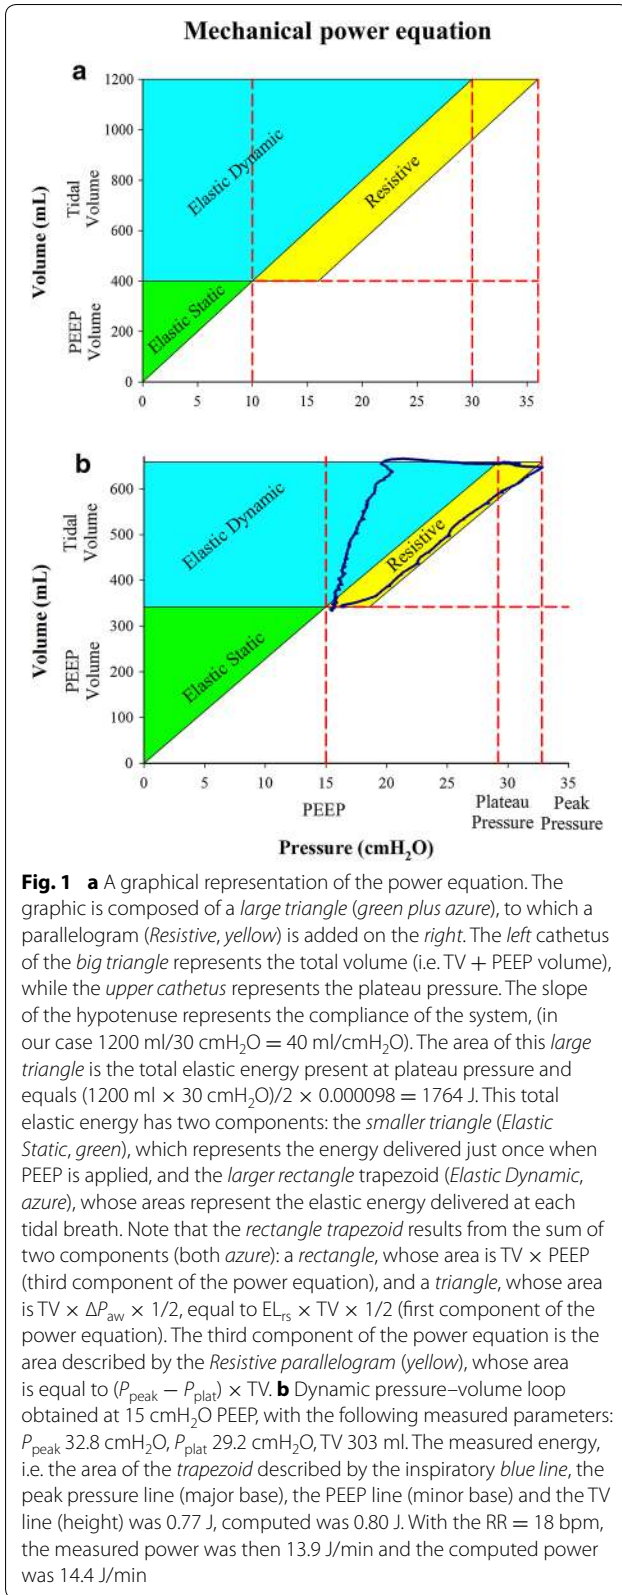 Mechanical power equation
a
1200
1000
800
600
400
200
0
Volume (mL)
Tidal
Volume
PEEP
Volume
Elastic Dynamic
Resistive
Elastic Static
0 5 10 15 20 25 30 35
b
600
500
400
300
200
100
0
Volume (mL)
Tidal
Volume
PEEP
Volume
Elastic Dynamic
Resistive
Elastic Static
0 5 10 15 20 25 30 35
PEEP
Plateau
Pressure
Peak
Pressure
Pressure (cmH₂O)
Fig. 1 a A graphical representation of the power equation. The
graphic is composed of a large triangle (green plus azure), to which a
parallelogram (Resistive, yellow) is added on the right. The left cathetus
of the big triangle represents the total volume (i.e. TV + PEEP volume),
while the upper cathetus represents the plateau pressure. The slope
of the hypotenuse represents the compliance of the system, (in
our case 1200 ml/30 cmH₂O = 40 ml/cmH₂O). The area of this large
triangle is the total elastic energy present at plateau pressure and
equals (1200 ml × 30 cmH₂O)/2 × 0.000098 = 1764 J. This total
elastic energy has two components: the smaller triangle (Elastic
Static, green), which represents the energy delivered just once when
PEEP is applied, and the larger rectangle trapezoid (Elastic Dynamic,
azure), whose areas represent the elastic energy delivered at each
tidal breath. Note that the rectangle trapezoid results from the sum of
two components (both azure): a rectangle, whose area is TV × PEEP
(third component of the power equation), and a triangle, whose area
is TV × ΔPaw × 1/2, equal to ELrs × TV × 1/2 (first component of the
power equation). The third component of the power equation is the
area described by the Resistive parallelogram (yellow), whose area
is equal to (Ppeak − Pplat) × TV. b Dynamic pressure–volume loop
obtained at 15 cmH₂O PEEP, with the following measured parameters:
Ppeak 32.8 cmH₂O, Pplat 29.2 cmH₂O, TV 303 ml. The measured energy,
i.e. the area of the trapezoid described by the inspiratory blue line, the
peak pressure line (major base), the PEEP line (minor base) and the TV
line (height) was 0.77 J, computed was 0.80 J. With the RR = 18 bpm,
the measured power was then 13.9 J/min and the computed power
was 14.4 J/min